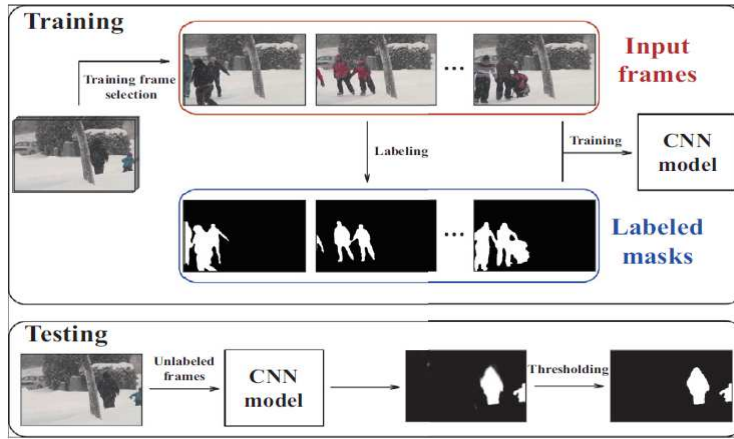 Training
Training frame
selection
...
Input
frames
Labeling
Training
CNN
model
...
Labeled
masks
Testing
Unlabeled
frames
CNN
model
Thresholding